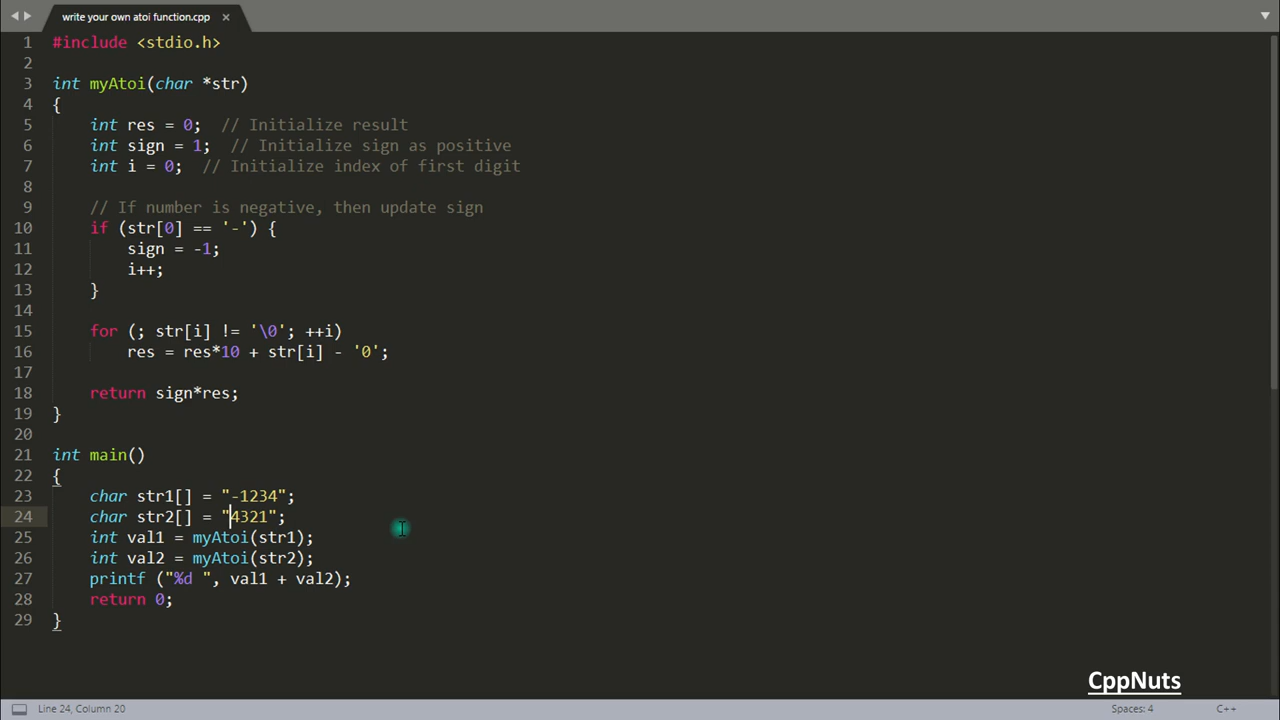 write your own atoi function.cpp ×
1 #include <stdio.h>
2
3 int myAtoi(char *str)
4 {
5     int res = 0;  // Initialize result
6     int sign = 1;  // Initialize sign as positive
7     int i = 0;  // Initialize index of first digit
8
9     // If number is negative, then update sign
10     if (str[0] == '-') {
11         sign = -1;
12         i++;
13     }
14
15     for (; str[i] != '\0'; ++i)
16         res = res*10 + str[i] - '0';
17
18     return sign*res;
19 }
20
21 int main()
22 {
23     char str1[] = "-1234";
24     char str2[] = "4321";
25     int val1 = myAtoi(str1);
26     int val2 = myAtoi(str2);
27     printf ("%d ", val1 + val2);
28     return 0;
29 }
CppNuts
Line 24, Column 20 Spaces: 4 C++